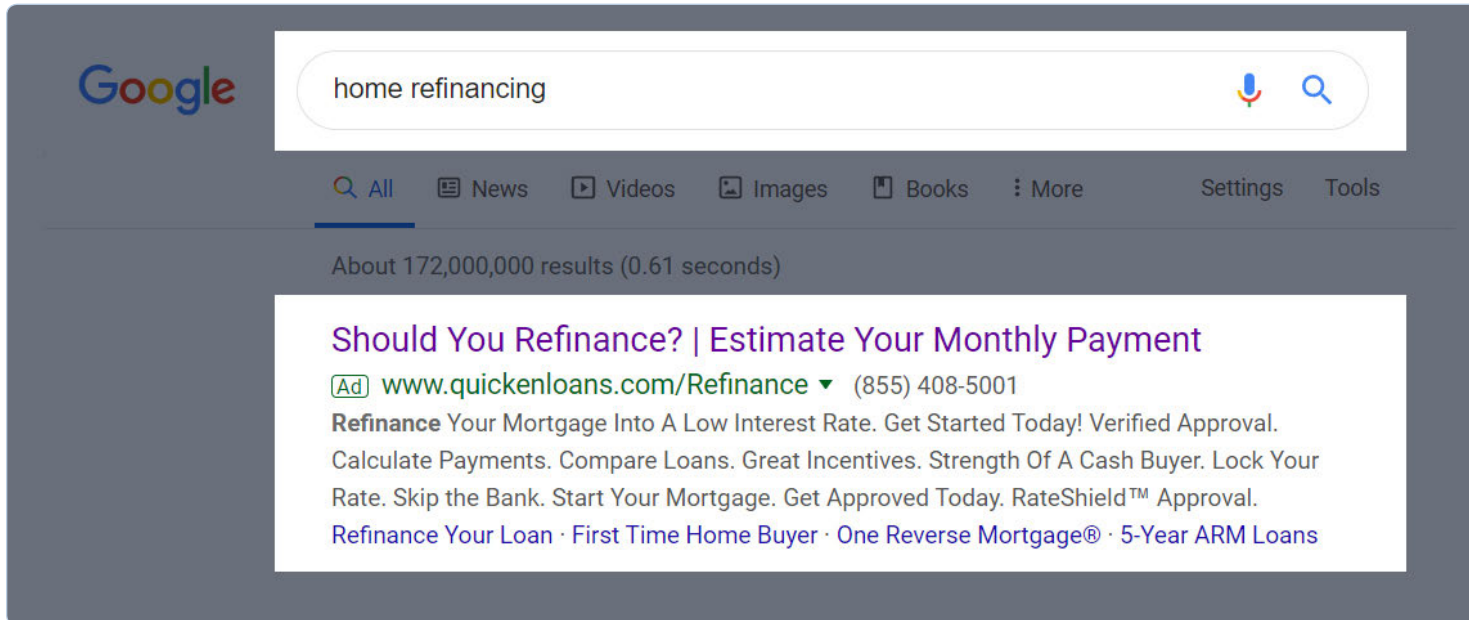 Google
home refinancing
All News Videos Images Books More Settings Tools
About 172,000,000 results (0.61 seconds)
Should You Refinance? | Estimate Your Monthly Payment
Ad www.quickenloans.com/Refinance (855) 408-5001
Refinance Your Mortgage Into A Low Interest Rate. Get Started Today! Verified Approval.
Calculate Payments. Compare Loans. Great Incentives. Strength Of A Cash Buyer. Lock Your
Rate. Skip the Bank. Start Your Mortgage. Get Approved Today. RateShield™ Approval.
Refinance Your Loan · First Time Home Buyer · One Reverse Mortgage® · 5-Year ARM Loans